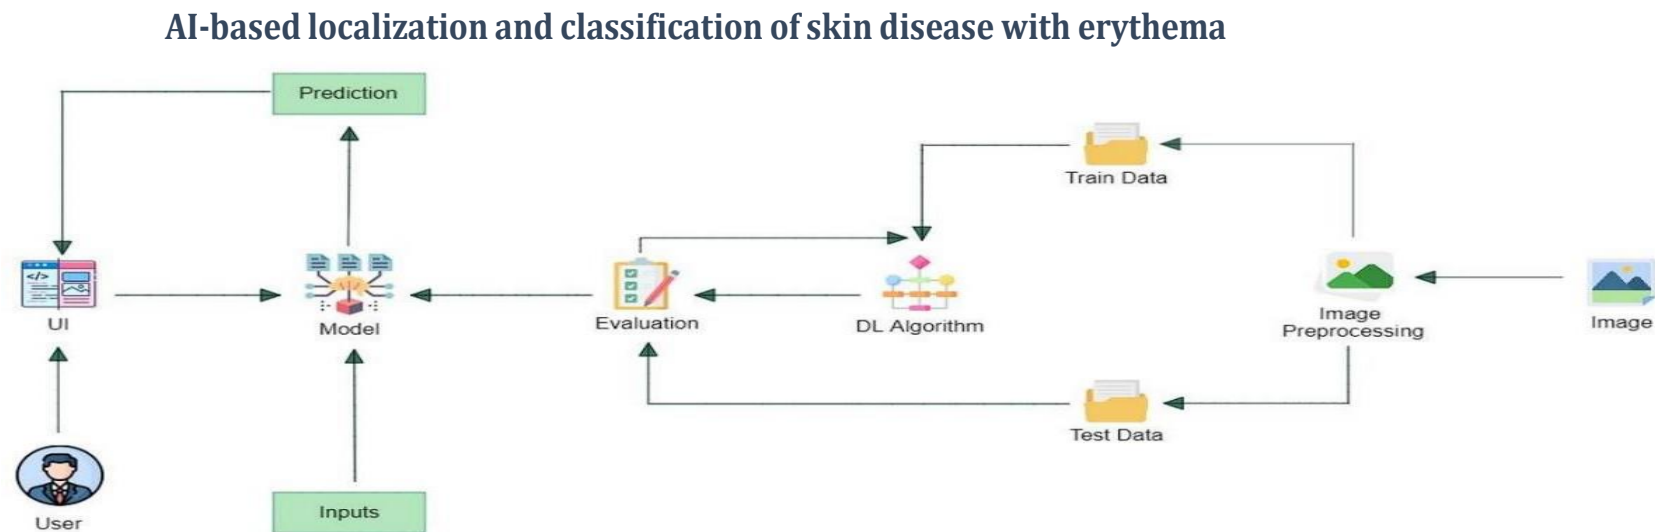 AI-based localization and classification of skin disease with erythema
Prediction
Train Data
</>
UI
Model
Evaluation
DL Algorithm
Image
Preprocessing
Image
Test Data
User
Inputs